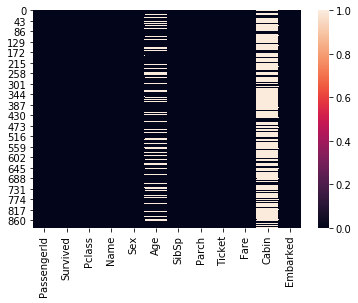 0
43
86
129
172
215
258
301
344
387
430
473
516
559
602
645
688
731
774
817
860
1.0
0.8
0.6
0.4
0.2
0.0
PassengerId
Survived
Pclass
Name
Sex
Age
SibSp
Parch
Ticket
Fare
Cabin
Embarked